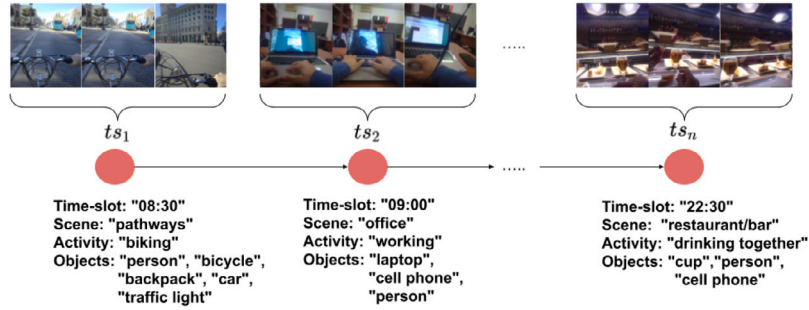 .....
ts₁
ts₂
tsₙ
.....
Time-slot: "08:30"
Scene: "pathways"
Activity: "biking"
Objects: "person", "bicycle",
"backpack", "car",
"traffic light"
Time-slot: "09:00"
Scene: "office"
Activity: "working"
Objects: "laptop",
"cell phone",
"person"
Time-slot: "22:30"
Scene: "restaurant/bar"
Activity: "drinking together"
Objects: "cup","person",
"cell phone"